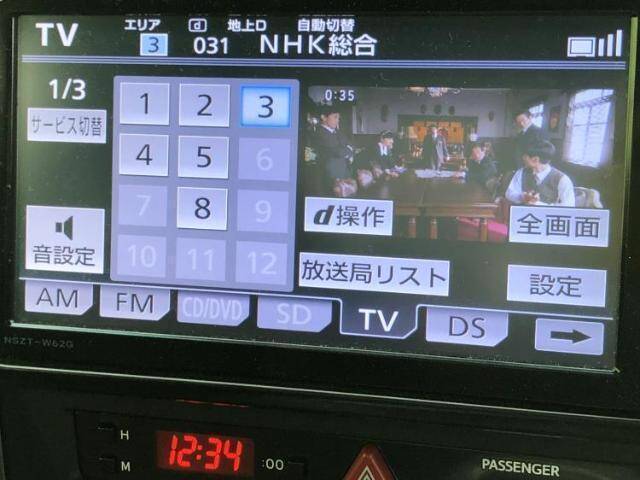 TV エリア 3 d 地上D 自動切替 031 NHK総合
1/3
サービス切替
1 2 3
4 5 6
7 8 9
10 11 12
音設定
0:35
d操作
全画面
放送局リスト
設定
AM FM CD/DVD SD TV DS
NSZT-W62G
H
M
12:34 :00
PASSENGER